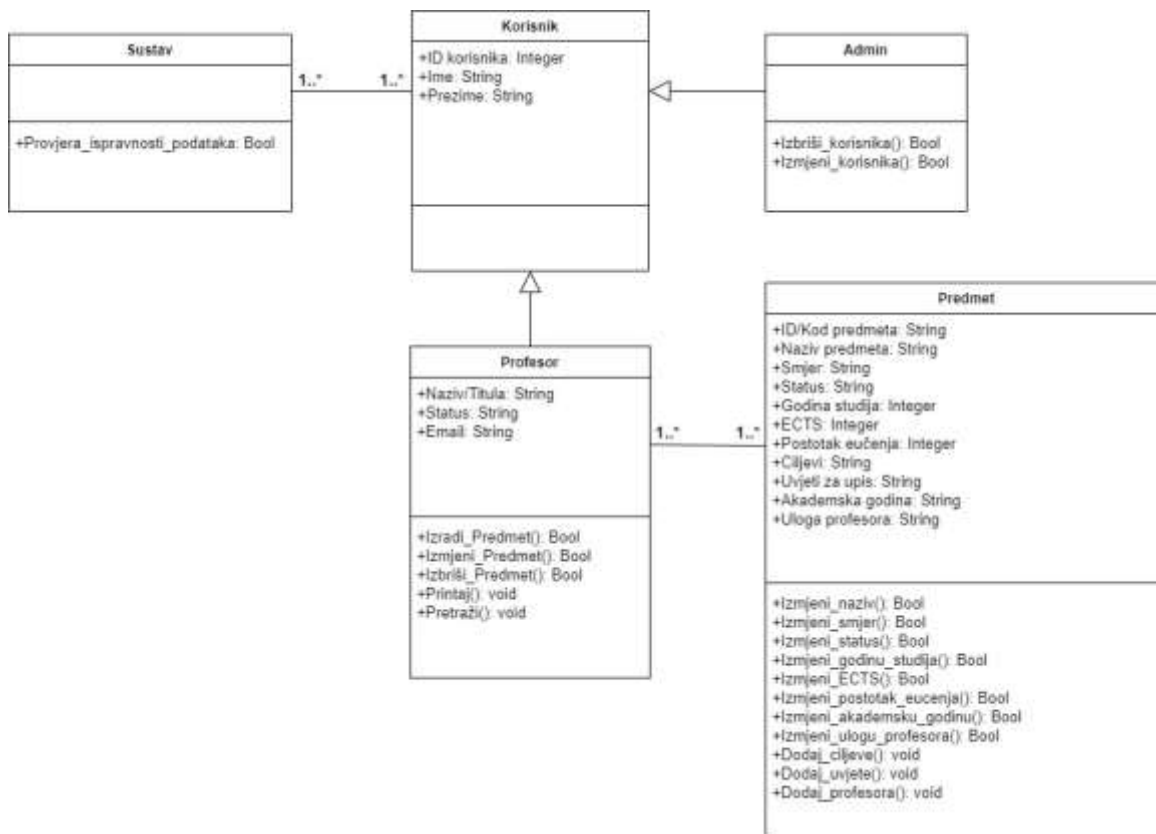 Sustav
+Provjera_ispravnosti_podataka: Bool
1..*
1..*
Korisnik
+ID korisnika: Integer
+Ime: String
+Prezime: String
Admin
+Izbriši_korisnika(): Bool
+Izmjeni_korisnika(): Bool
Profesor
+Naziv/Titula: String
+Status: String
+Email: String
+Izradi_Predmet(): Bool
+Izmjeni_Predmet(): Bool
+Izbriši_Predmet(): Bool
+Printaj(): void
+Pretraži(): void
1..*
1..*
Predmet
+ID/Kod predmeta: String
+Naziv predmeta: String
+Smjer: String
+Status: String
+Godina studija: Integer
+ECTS: Integer
+Postotak eučenja: Integer
+Ciljevi: String
+Uvjeti za upis: String
+Akademska godina: String
+Uloga profesora: String
+Izmjeni_naziv(): Bool
+Izmjeni_smjer(): Bool
+Izmjeni_status(): Bool
+Izmjeni_godinu_studija(): Bool
+Izmjeni_ECTS(): Bool
+Izmjeni_postotak_eucenja(): Bool
+Izmjeni_akademsku_godinu(): Bool
+Izmjeni_ulogu_profesora(): Bool
+Dodaj_ciljeve(): void
+Dodaj_uvjete(): void
+Dodaj_profesora(): void